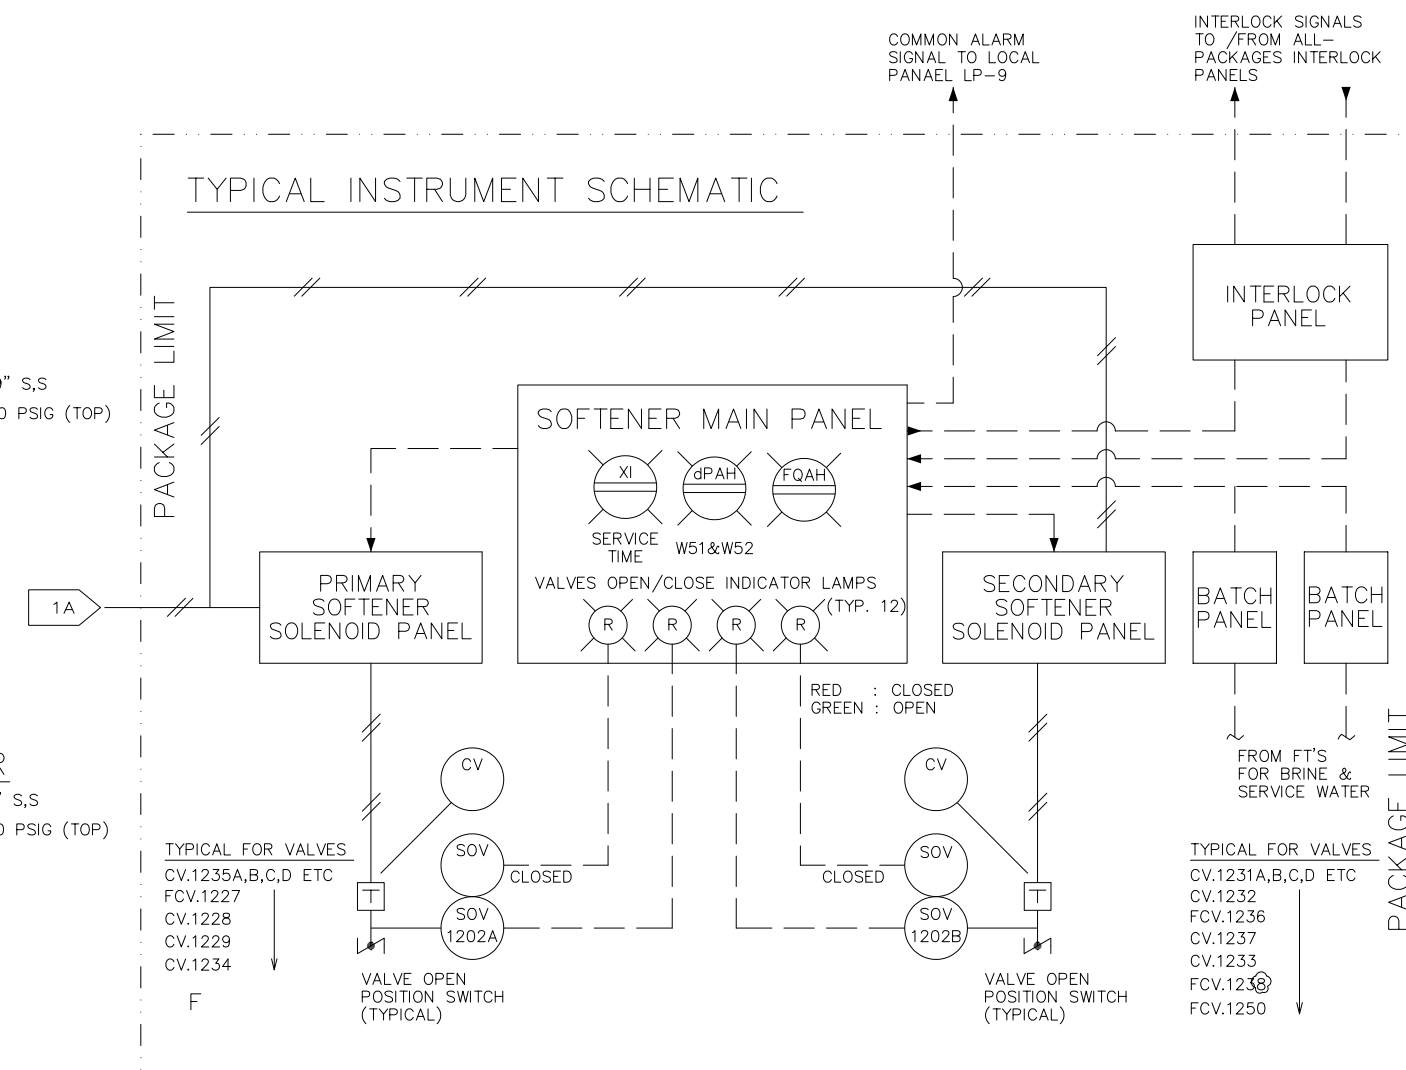 COMMON ALARM
SIGNAL TO LOCAL
PANAEL LP-9
INTERLOCK SIGNALS
TO /FROM ALL-
PACKAGES INTERLOCK
PANELS
TYPICAL INSTRUMENT SCHEMATIC
PACKAGE LIMIT
" S,S
0 PSIG (TOP)
INTERLOCK
PANEL
SOFTENER MAIN PANEL
XI
dPAH
FQAH
SERVICE
TIME
W51&W52
VALVES OPEN/CLOSE INDICATOR LAMPS
(TYP. 12)
R
R
R
R
1A
PRIMARY
SOFTENER
SOLENOID PANEL
SECONDARY
SOFTENER
SOLENOID PANEL
BATCH
PANEL
BATCH
PANEL
RED : CLOSED
GREEN : OPEN
FROM FT'S
FOR BRINE &
SERVICE WATER
PACKAGE LIMIT
R
" S,S
0 PSIG (TOP)
CV
SOV
CLOSED
SOV
1202A
T
CV
SOV
CLOSED
SOV
1202B
T
TYPICAL FOR VALVES
CV.1235A,B,C,D ETC
FCV.1227
CV.1228
CV.1229
CV.1234
F
VALVE OPEN
POSITION SWITCH
(TYPICAL)
VALVE OPEN
POSITION SWITCH
(TYPICAL)
TYPICAL FOR VALVES
CV.1231A,B,C,D ETC
CV.1232
FCV.1236
CV.1237
CV.1233
FCV.1238
FCV.1250